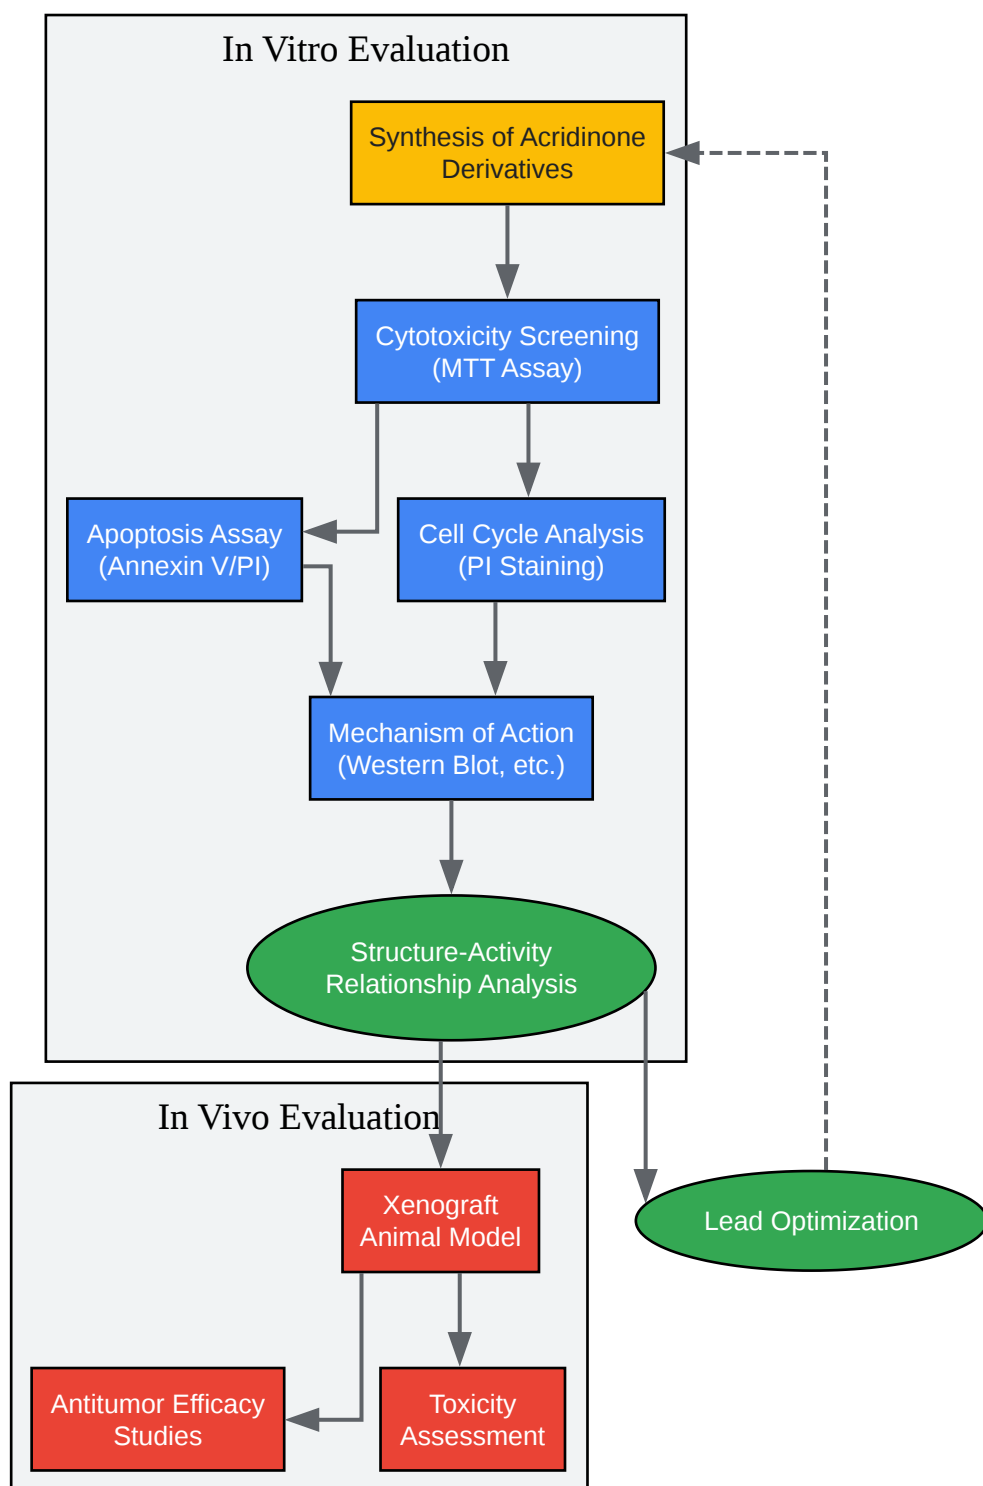 In Vitro Evaluation
Synthesis of Acridinone
Derivatives
Cytotoxicity Screening
(MTT Assay)
Apoptosis Assay
(Annexin V/PI)
Cell Cycle Analysis
(PI Staining)
Mechanism of Action
(Western Blot, etc.)
Structure-Activity
Relationship Analysis
In Vivo Evaluation
Xenograft
Animal Model
Lead Optimization
Antitumor Efficacy
Studies
Toxicity
Assessment